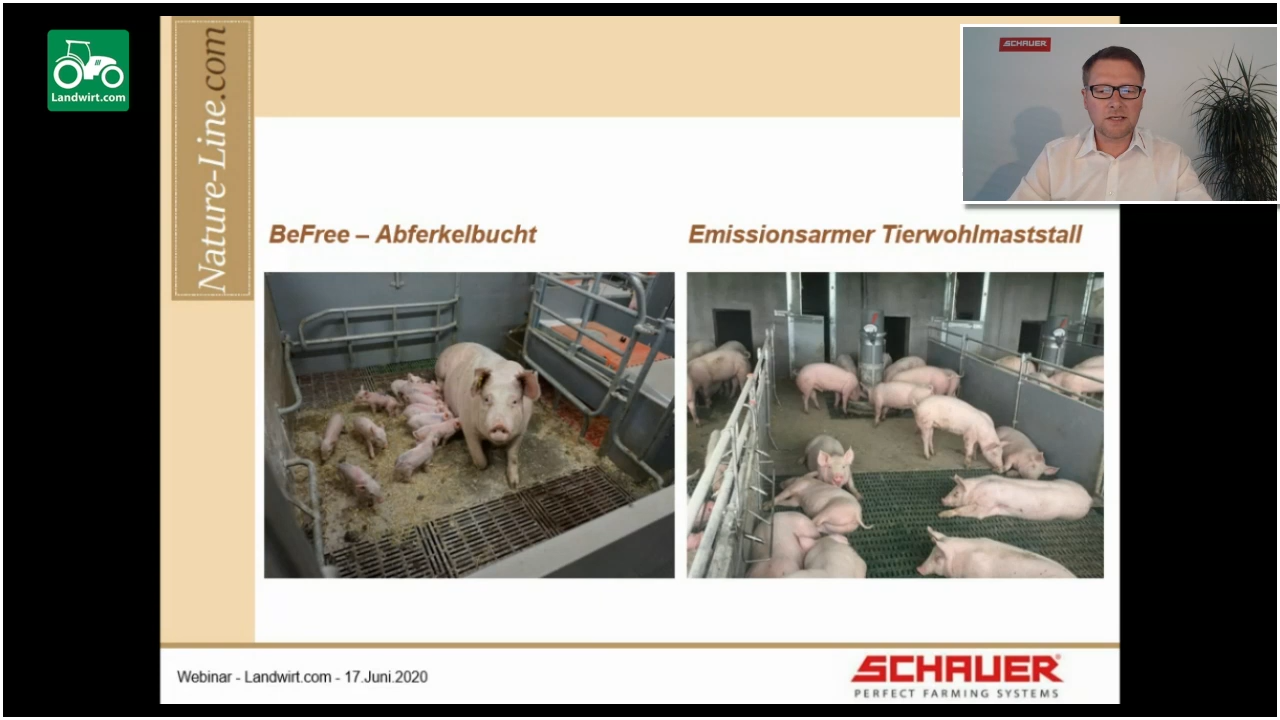 Landwirt.com
Nature-Line.com
SCHAUER
BeFree – Abferkelbucht
Emissionsarmer Tierwohlmaststall
Webinar - Landwirt.com - 17.Juni.2020
SCHAUER
PERFECT FARMING SYSTEMS